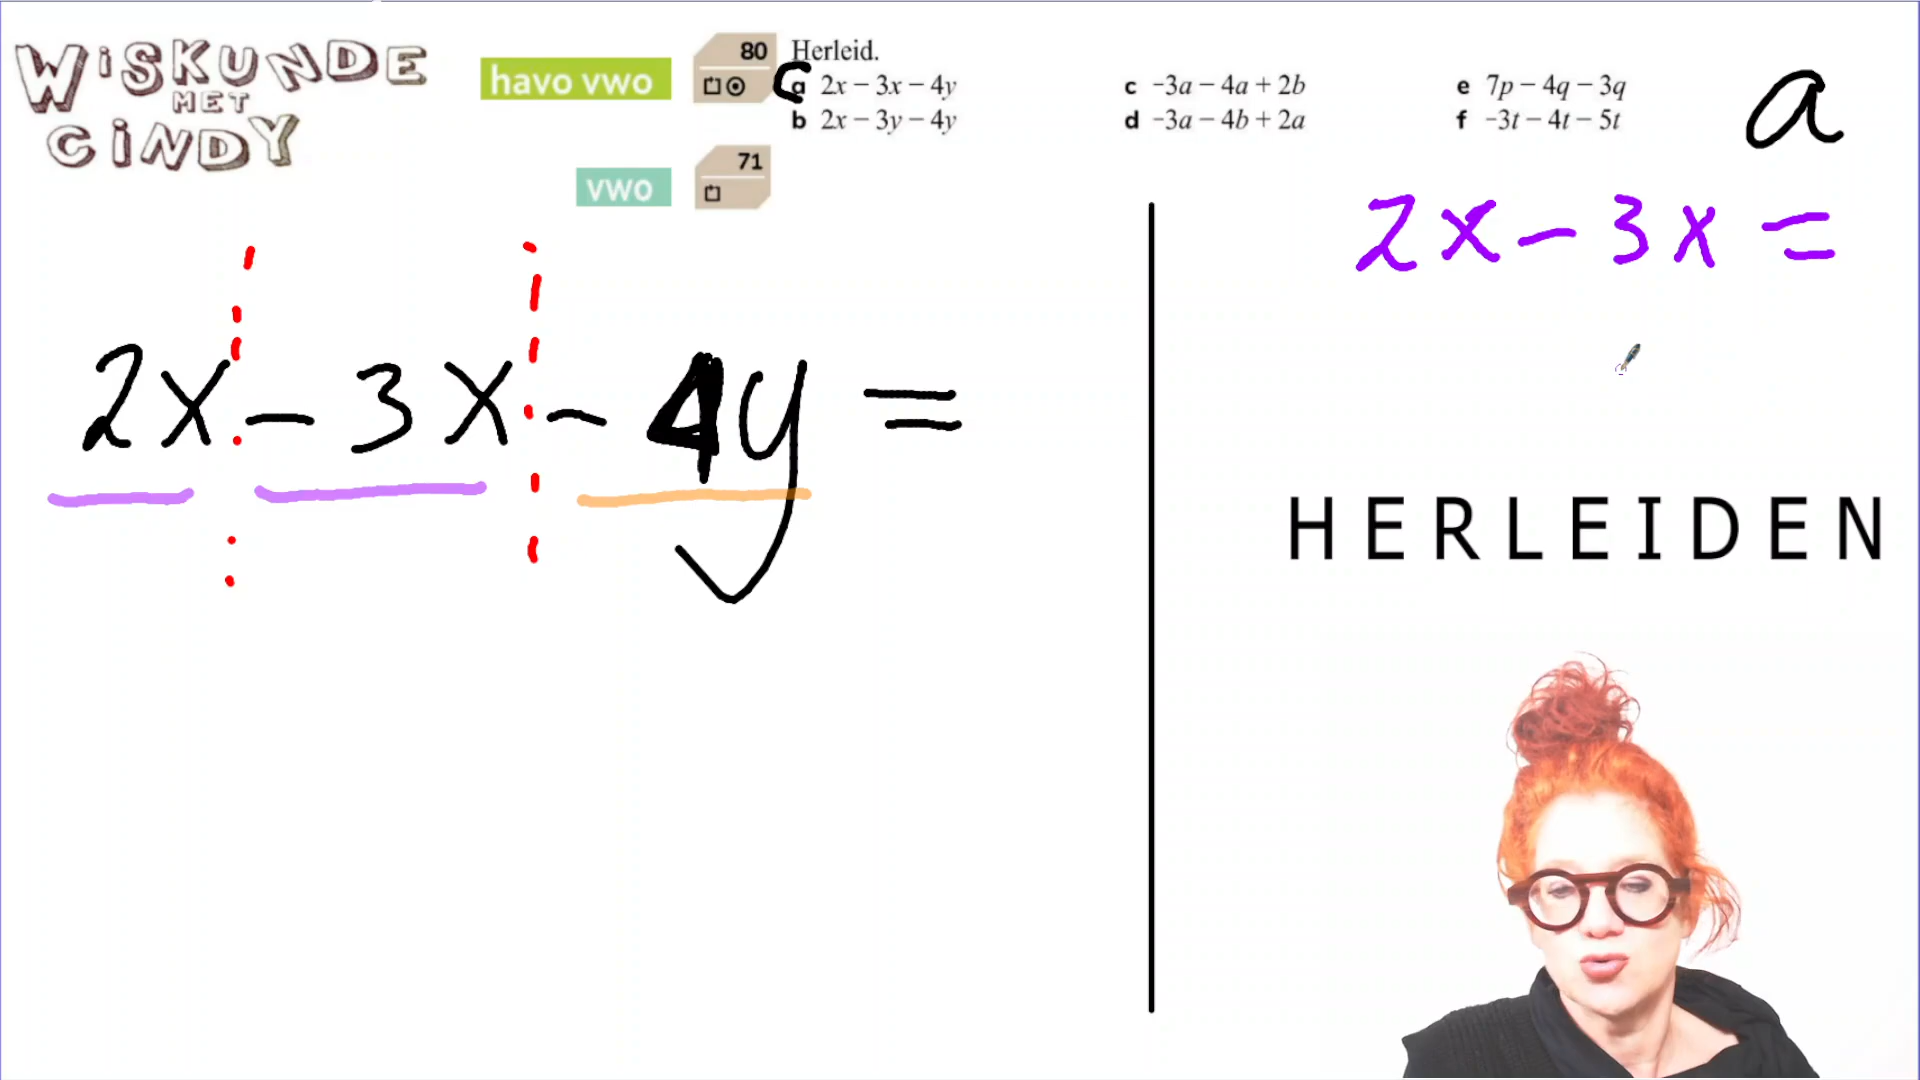 WiSKUNDE
MET
CiNDY
havo vwo
80
Herleid.
a 2x − 3x − 4y
b 2x − 3y − 4y
c -3a − 4a + 2b
d -3a − 4b + 2a
e 7p − 4q − 3q
f -3t − 4t − 5t
vwo
71
a
2x − 3x =
2x − 3x − 4y =
HERLEIDEN